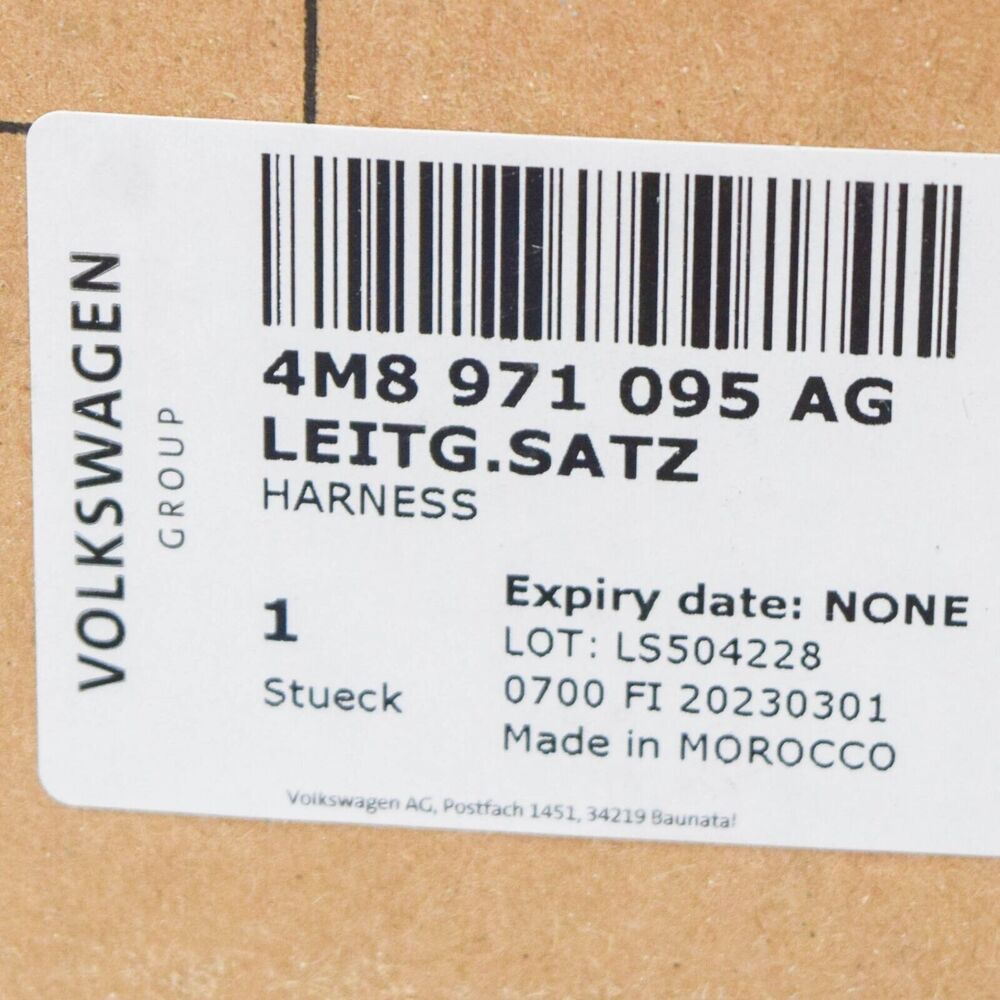 VOLKSWAGEN
GROUP
4M8 971 095 AG
LEITG.SATZ
HARNESS
1
Stueck
Expiry date: NONE
LOT: LS504228
0700 FI 20230301
Made in MOROCCO
Volkswagen AG, Postfach 1451, 34219 Baunatal